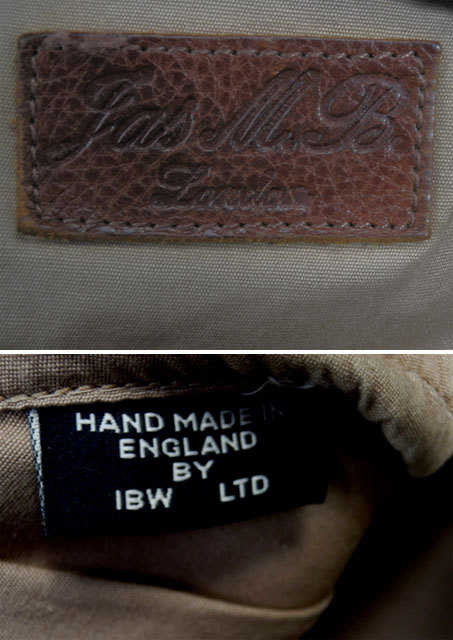 Jas M.B
London
HAND MADE IN
ENGLAND
BY
IBW LTD